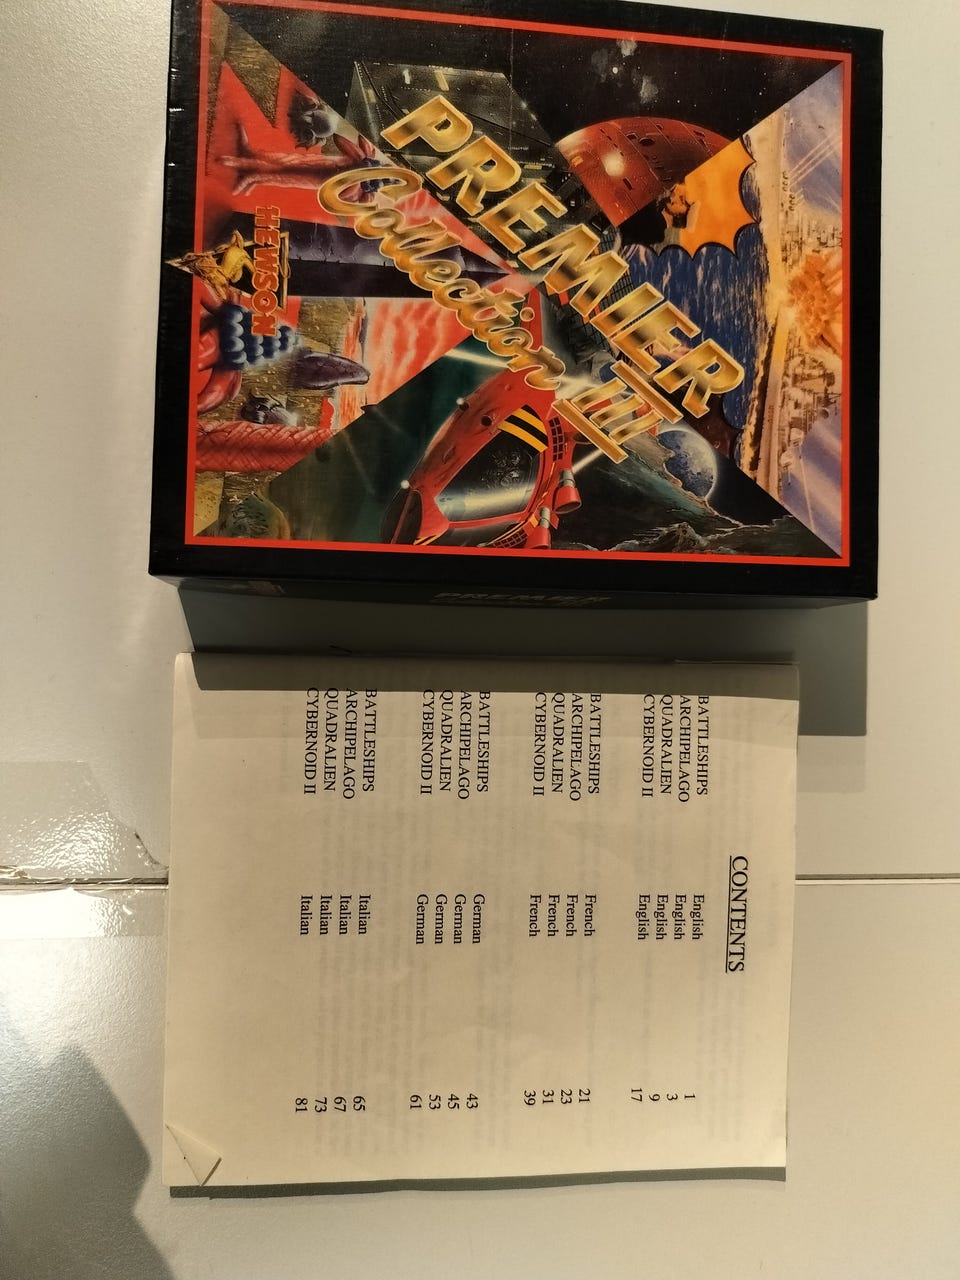 PREMIER
Collection III
HEWSON
PREMIER
CONTENTS
BATTLESHIPS English 1
ARCHIPELAGO English 3
QUADRALIEN English 9
CYBERNOID II English 17
BATTLESHIPS French 21
ARCHIPELAGO French 23
QUADRALIEN French 31
CYBERNOID II French 39
BATTLESHIPS German 43
ARCHIPELAGO German 45
QUADRALIEN German 53
CYBERNOID II German 61
BATTLESHIPS Italian 65
ARCHIPELAGO Italian 67
QUADRALIEN Italian 73
CYBERNOID II Italian 81